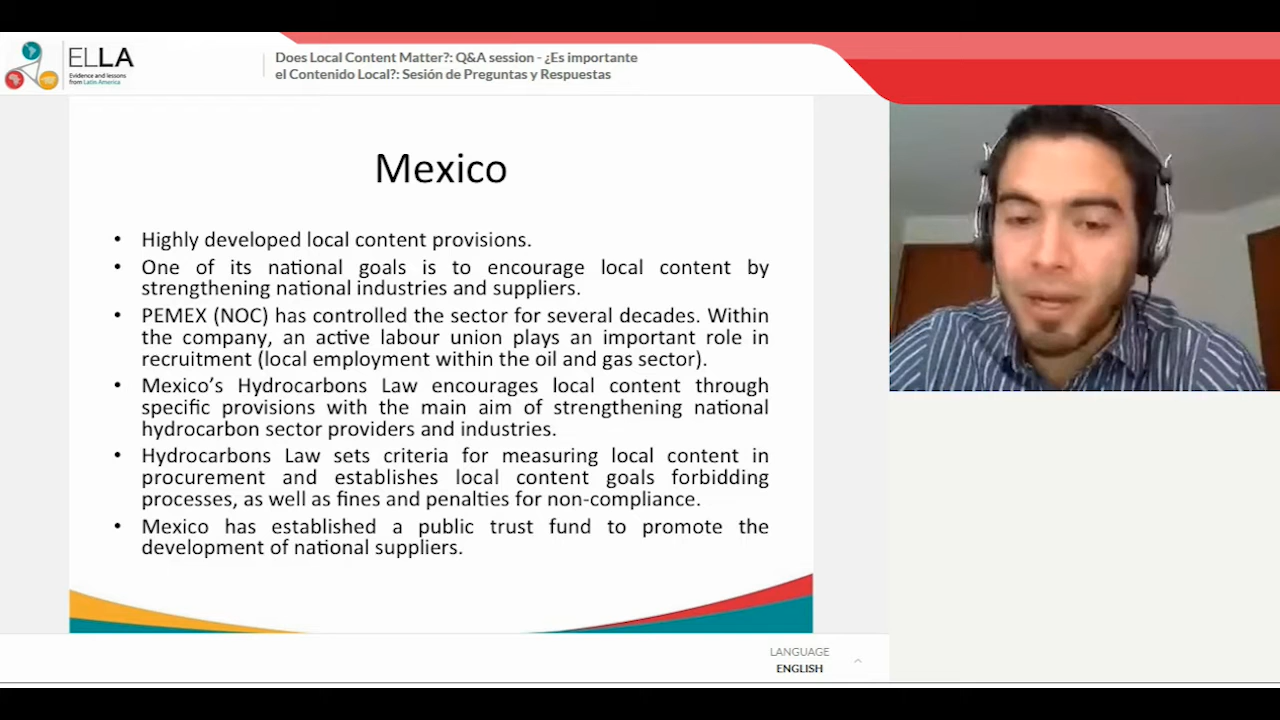 ELLA
Evidence and lessons
from Latin America
Does Local Content Matter?: Q&A session - ¿Es importante
el Contenido Local?: Sesión de Preguntas y Respuestas
Mexico
• Highly developed local content provisions.
• One of its national goals is to encourage local content by
strengthening national industries and suppliers.
• PEMEX (NOC) has controlled the sector for several decades. Within
the company, an active labour union plays an important role in
recruitment (local employment within the oil and gas sector).
• Mexico's Hydrocarbons Law encourages local content through
specific provisions with the main aim of strengthening national
hydrocarbon sector providers and industries.
• Hydrocarbons Law sets criteria for measuring local content in
procurement and establishes local content goals forbidding
processes, as well as fines and penalties for non-compliance.
• Mexico has established a public trust fund to promote the
development of national suppliers.
LANGUAGE
ENGLISH